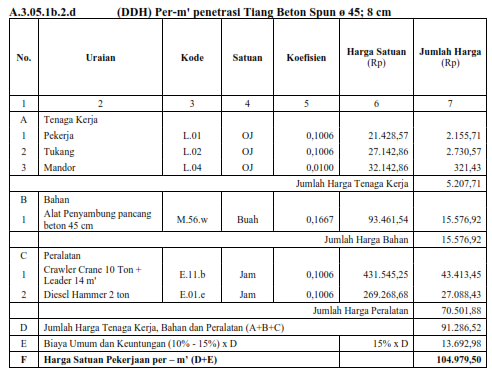 A.3.05.1b.2.d (DDH) Per-m' penetrasi Tiang Beton Spun ø 45; 8 cm
No. Uraian Kode Satuan Koefisien Harga Satuan (Rp) Jumlah Harga (Rp)
1 2 3 4 5 6 7
A Tenaga Kerja
1 Pekerja L.01 OJ 0,1006 21.428,57 2.155,71
2 Tukang L.02 OJ 0,1006 27.142,86 2.730,57
3 Mandor L.04 OJ 0,0100 32.142,86 321,43
Jumlah Harga Tenaga Kerja 5.207,71
B Bahan
1 Alat Penyambung pancang beton 45 cm M.56.w Buah 0,1667 93.461,54 15.576,92
Jumlah Harga Bahan 15.576,92
C Peralatan
1 Crawler Crane 10 Ton + Leader 14 m' E.11.b Jam 0,1006 431.545,25 43.413,45
2 Diesel Hammer 2 ton E.01.e Jam 0,1006 269.268,68 27.088,43
Jumlah Harga Peralatan 70.501,88
D Jumlah Harga Tenaga Kerja, Bahan dan Peralatan (A+B+C) 91.286,52
E Biaya Umum dan Keuntungan (10% - 15%) x D 15% x D 13.692,98
F Harga Satuan Pekerjaan per – m' (D+E) 104.979,50